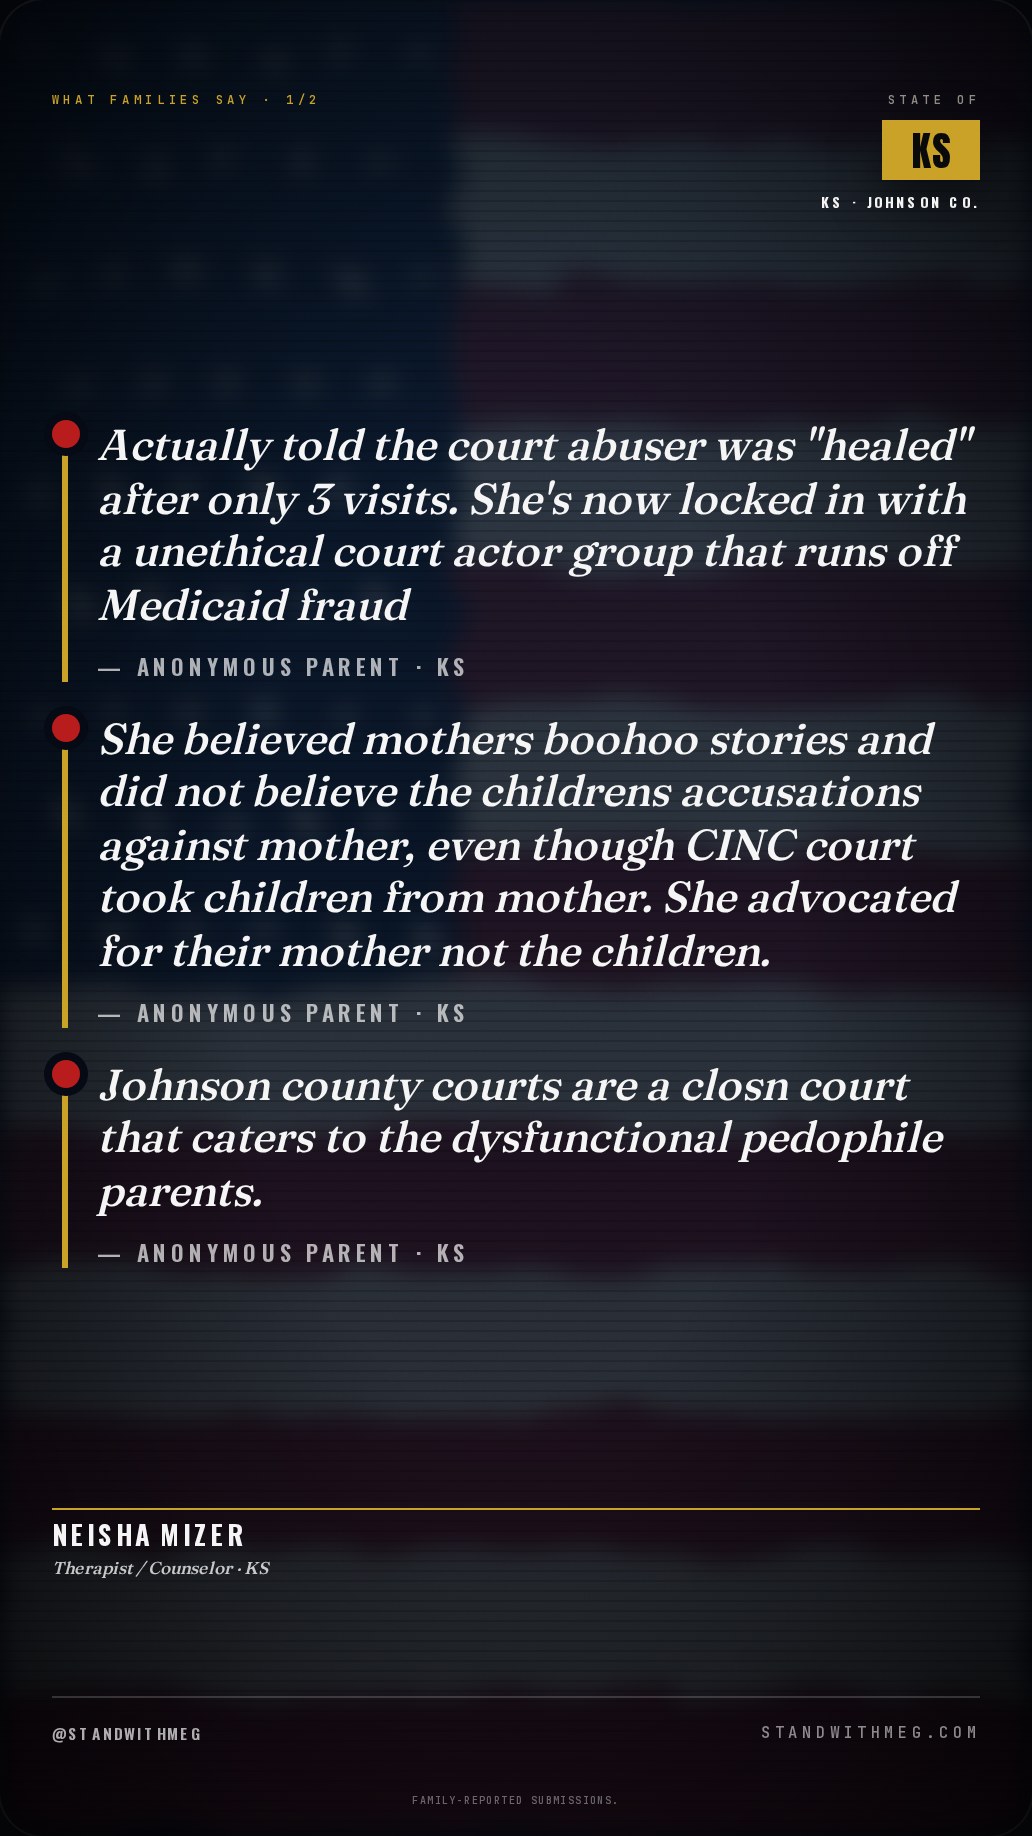 WHAT FAMILIES SAY · 1/2
STATE OF
KS
KS · JOHNSON CO.
Actually told the court abuser was "healed"
after only 3 visits. She's now locked in with
a unethical court actor group that runs off
Medicaid fraud
— ANONYMOUS PARENT · KS
She believed mothers boohoo stories and
did not believe the childrens accusations
against mother, even though CINC court
took children from mother. She advocated
for their mother not the children.
— ANONYMOUS PARENT · KS
Johnson county courts are a closn court
that caters to the dysfunctional pedophile
parents.
— ANONYMOUS PARENT · KS
NEISHA MIZER
Therapist / Counselor · KS
@STANDWITHMEG
STANDWITHMEG.COM
FAMILY-REPORTED SUBMISSIONS.